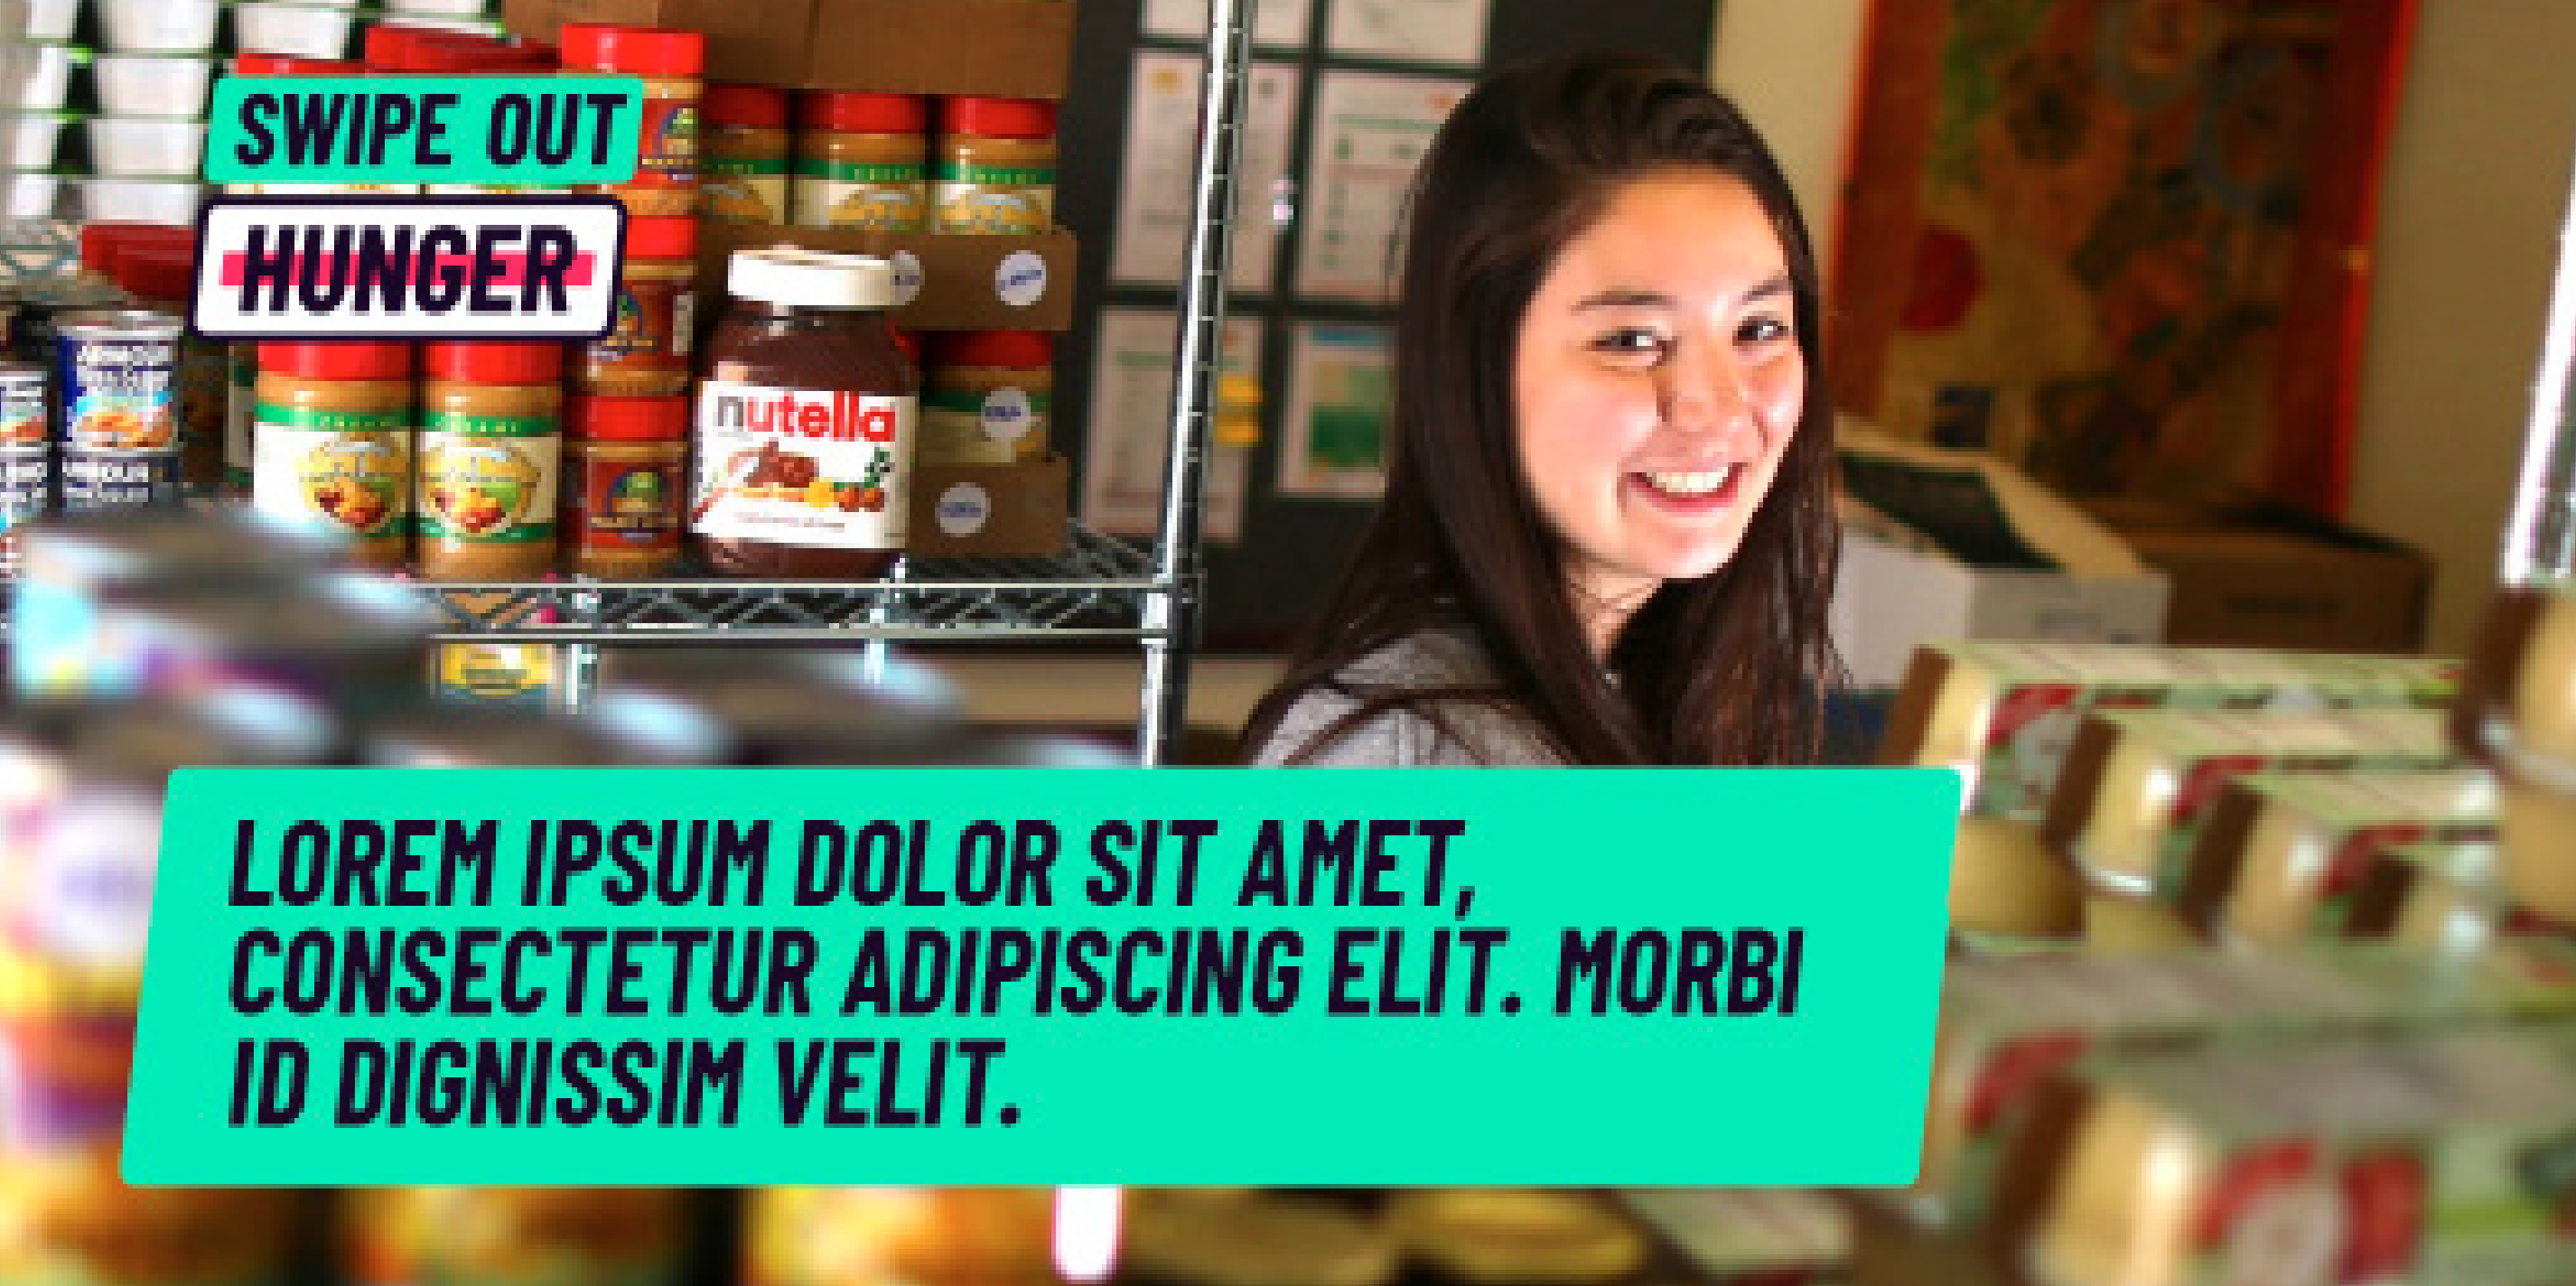 SWIPE OUT
HUNGER
nutella
LOREM IPSUM DOLOR SIT AMET,
CONSECTETUR ADIPISCING ELIT. MORBI
ID DIGNISSIM VELIT.